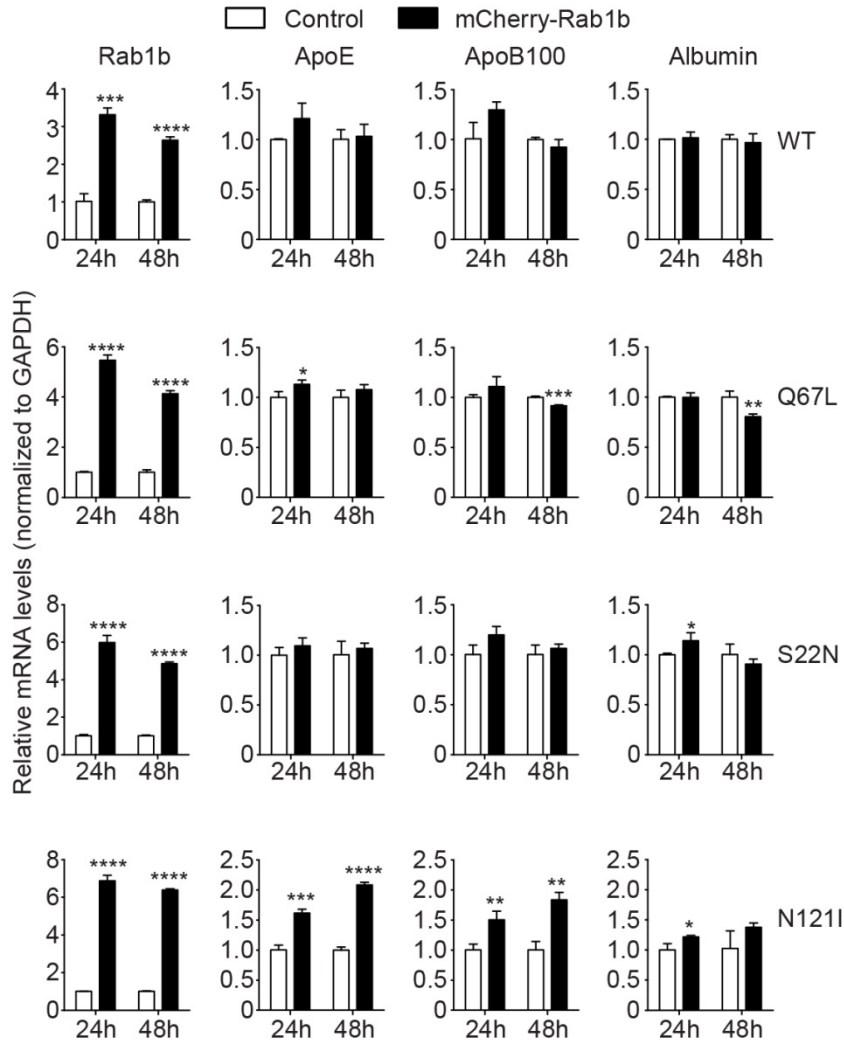 Control mCherry-Rab1b
Rab1b ApoE ApoB100 Albumin
Relative mRNA levels (normalized to GAPDH)
4 1.5 1.5 1.5
*** ****
3 1.0 1.0 1.0 WT
2 0.5 0.5 0.5
1
0 0 0 0
24h 48h 24h 48h 24h 48h 24h 48h
6 1.5 1.5 1.5
**** **** * *** **
4 1.0 1.0 1.0 Q67L
2 0.5 0.5 0.5
0 0 0 0
24h 48h 24h 48h 24h 48h 24h 48h
8 1.5 1.5 1.5
**** **** *
6 1.0 1.0 1.0 S22N
4
2 0.5 0.5 0.5
0 0 0 0
24h 48h 24h 48h 24h 48h 24h 48h
8 2.5 2.5 2.5
**** **** *** **** ** ** *
6 2.0 2.0 2.0 N121I
4 1.5 1.5 1.5
1.0 1.0 1.0
2 0.5 0.5 0.5
0 0 0 0
24h 48h 24h 48h 24h 48h 24h 48h